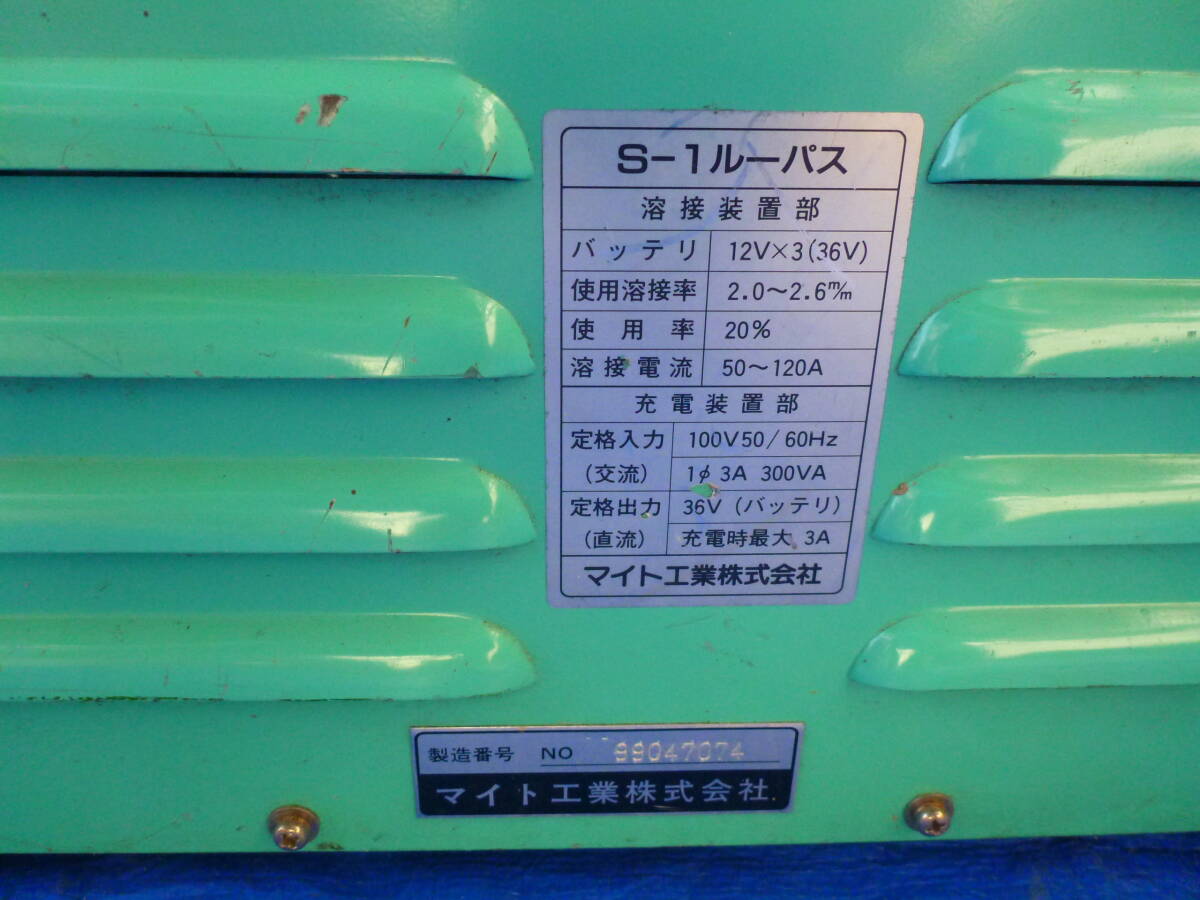 S-1ルーパス
溶接装置部
バッテリ 12V×3(36V)
使用溶接率 2.0～2.6m/m
使用率 20%
溶接電流 50～120A
充電装置部
定格入力 100V50/60Hz
(交流) 1φ 3A 300VA
定格出力 36V (バッテリ)
(直流) 充電時最大 3A
マイト工業株式会社
製造番号 NO 99047074
マイト工業株式会社